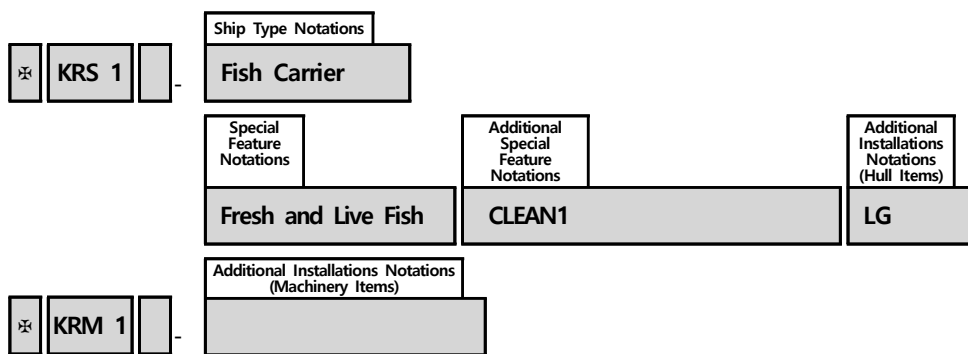 Ship Type Notations
✠ KRS 1 - Fish Carrier
Special
Feature
Notations
Additional
Special
Feature
Notations
Additional
Installations
Notations
(Hull Items)
Fresh and Live Fish CLEAN1 LG
Additional Installations Notations
(Machinery Items)
✠ KRM 1 -